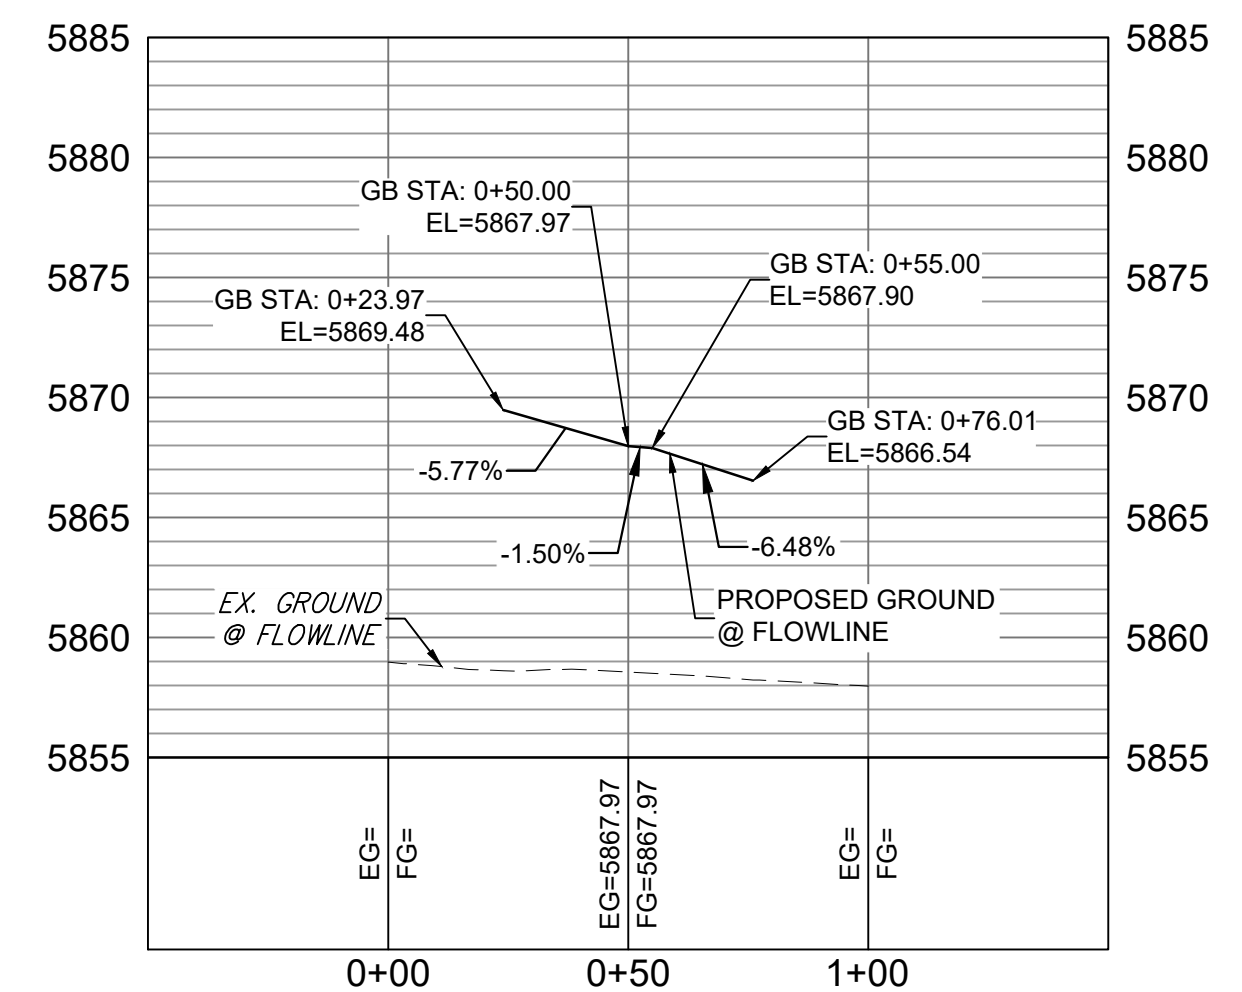 5885 5885
5880 5880
GB STA: 0+50.00
EL=5867.97
GB STA: 0+55.00
EL=5867.90
5875 5875
GB STA: 0+23.97
EL=5869.48
5870 5870
GB STA: 0+76.01
EL=5866.54
-5.77%
5865 5865
-1.50%
-6.48%
EX. GROUND
@ FLOWLINE
PROPOSED GROUND
@ FLOWLINE
5860 5860
5855 5855
EG=
FG=
EG=5867.97
FG=5867.97
EG=
FG=
0+00 0+50 1+00